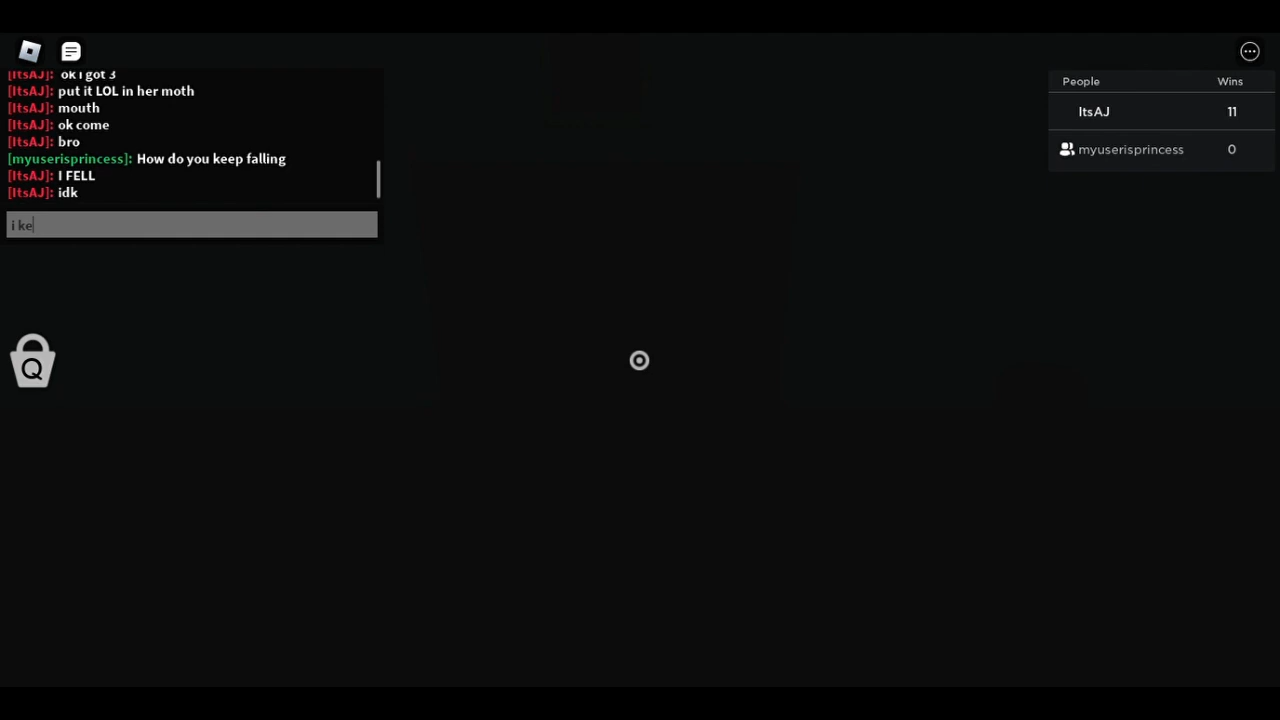 [ItsAJ]: ok i got 3
[ItsAJ]: put it LOL in her moth
[ItsAJ]: mouth
[ItsAJ]: ok come
[ItsAJ]: bro
[myuserisprincess]: How do you keep falling
[ItsAJ]: I FELL
[ItsAJ]: idk
i ke
Q
People Wins
ItsAJ 11
myuserisprincess 0